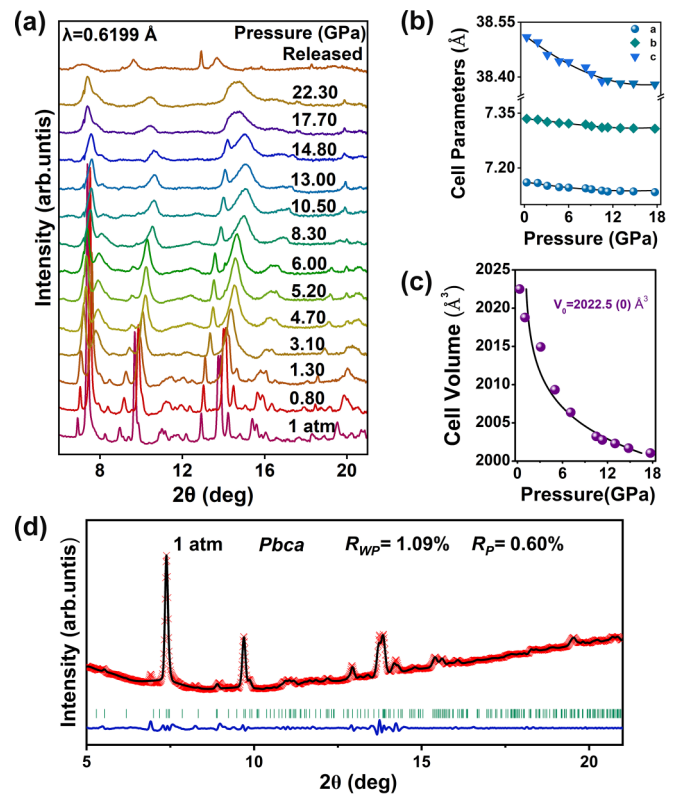 (a)
λ=0.6199 Å
Pressure (GPa)
Released
22.30
17.70
14.80
13.00
10.50
8.30
6.00
5.20
4.70
3.10
1.30
0.80
1 atm
Intensity (arb.untis)
8 12 16 20
2θ (deg)
(b)
38.55
38.40
7.35
7.20
a
b
c
Cell Parameters (Å)
0 6 12 18
Pressure (GPa)
(c)
2025
2020
2015
2010
2005
2000
V0=2022.5 (0) Å3
Cell Volume (Å3)
0 6 12 18
Pressure(GPa)
(d)
1 atm Pbca RWP= 1.09% RP= 0.60%
Intensity (arb.untis)
5 10 15 20
2θ (deg)